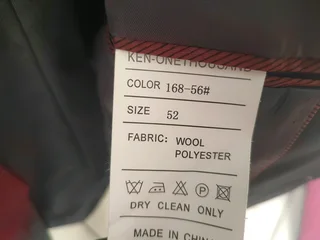 KEN-ONETHOUSAND
COLOR 168-56#
SIZE 52
FABRIC: WOOL
POLYESTER
DRY CLEAN ONLY
MADE IN CHINA